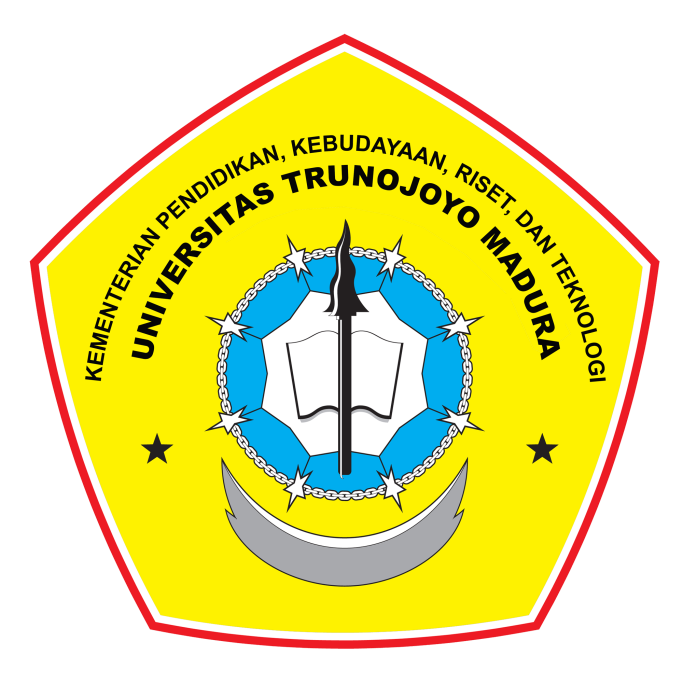 KEMENTERIAN PENDIDIKAN, KEBUDAYAAN, RISET, DAN TEKNOLOGI
UNIVERSITAS TRUNOJOYO MADURA